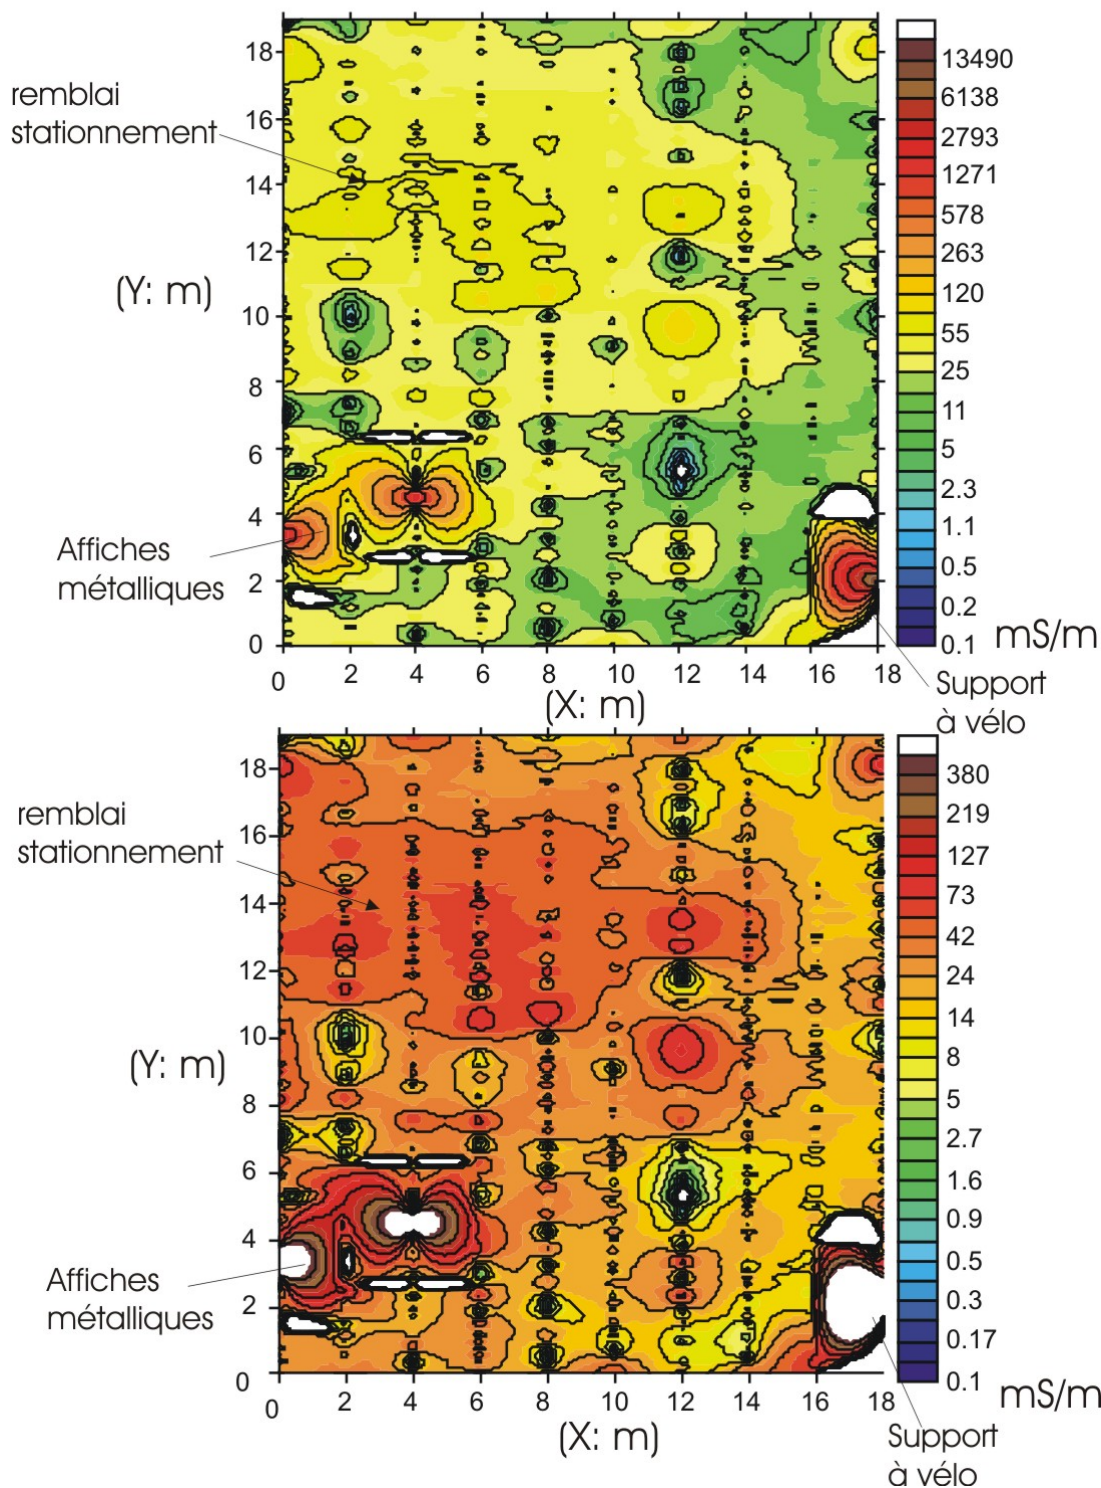 remblai
stationnement
(Y: m)
18
16
14
12
10
8
6
4
2
0
Affiches
métalliques
0 2 4 6 8 10 12 14 16 18
(X: m)
13490
6138
2793
1271
578
263
120
55
25
11
5
2.3
1.1
0.5
0.2
0.1
mS/m
Support
à vélo
remblai
stationnement
(Y: m)
18
16
14
12
10
8
6
4
2
0
Affiches
métalliques
0 2 4 6 8 10 12 14 16 18
(X: m)
380
219
127
73
42
24
14
8
5
2.7
1.6
0.9
0.5
0.3
0.17
0.1
mS/m
Support
à vélo